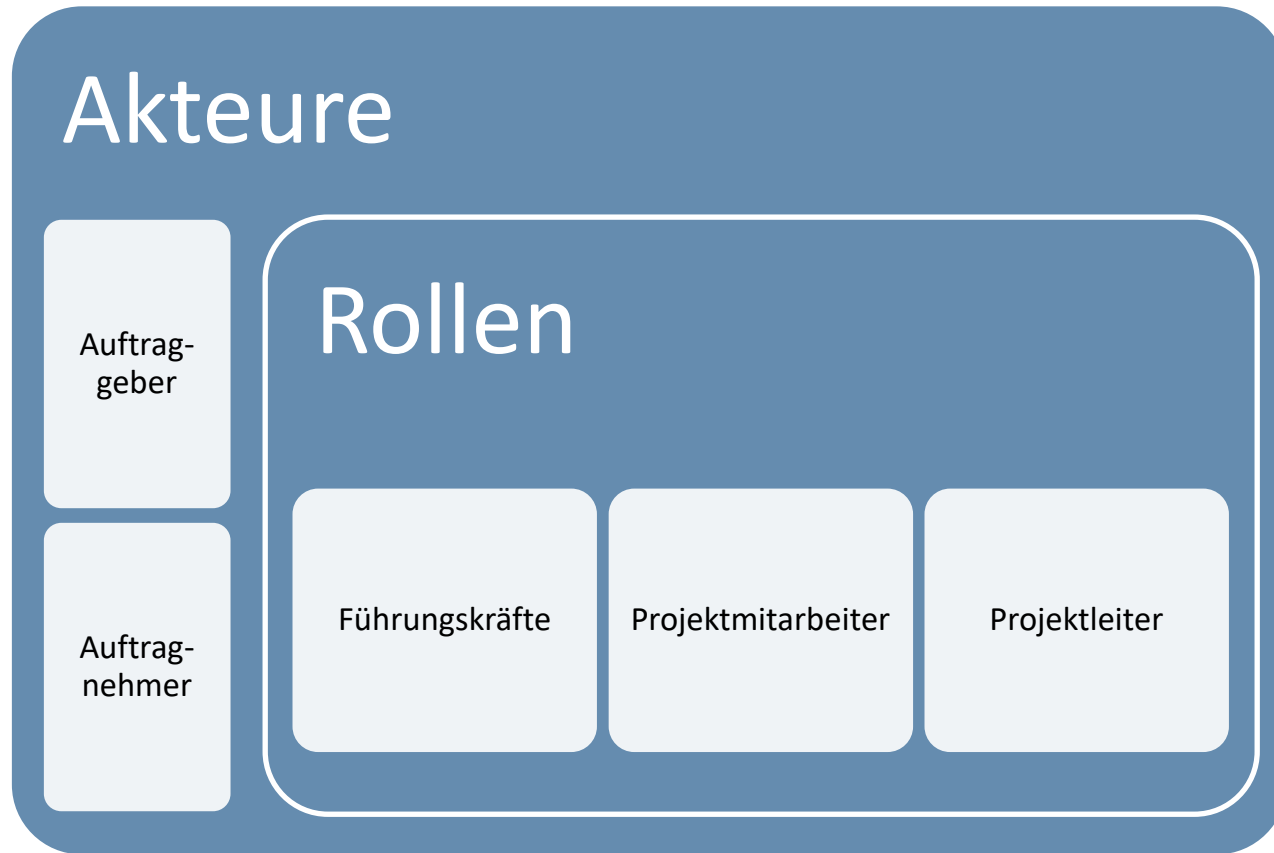 Akteure
Auftrag-
geber
Auftrag-
nehmer
Rollen
Führungskräfte
Projektmitarbeiter
Projektleiter